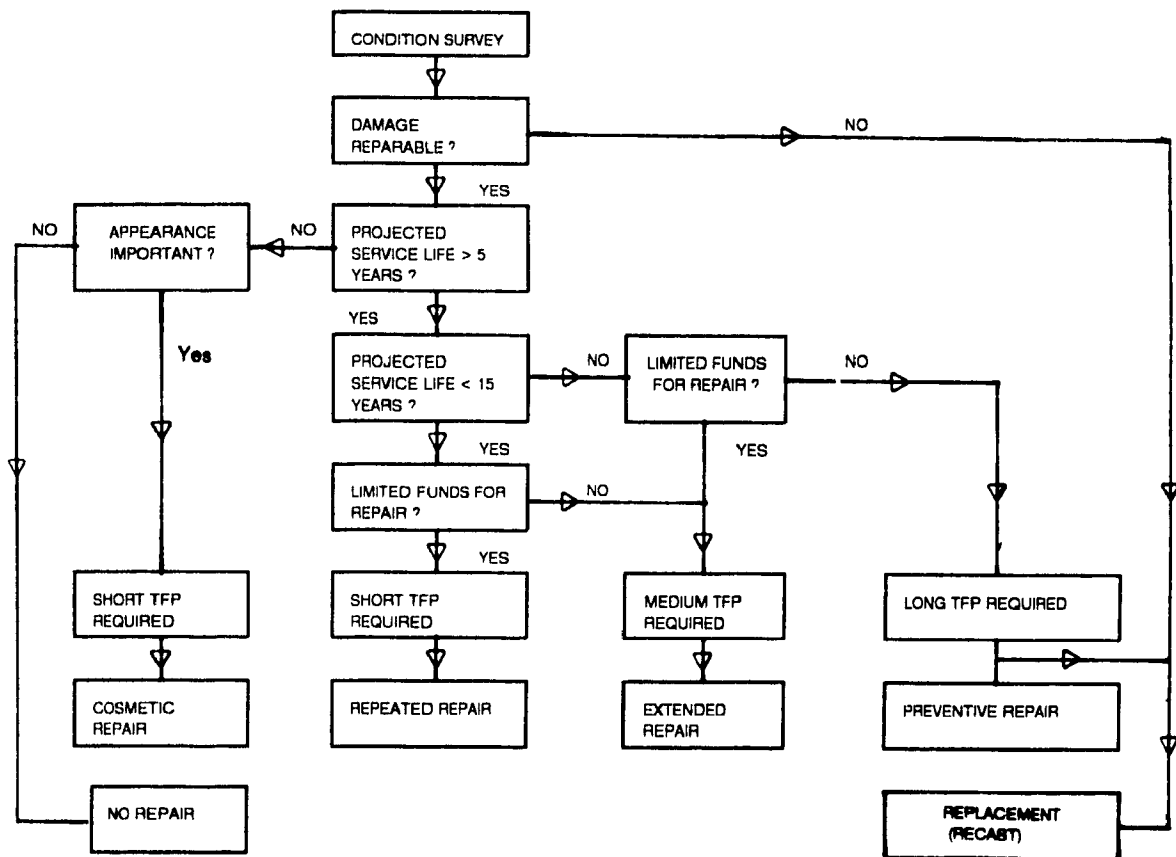 CONDITION SURVEY
DAMAGE
REPARABLE ?
NO
YES
NO
APPEARANCE
IMPORTANT ?
NO
PROJECTED
SERVICE LIFE > 5
YEARS ?
YES
Yes
PROJECTED
SERVICE LIFE < 15
YEARS ?
NO
LIMITED FUNDS
FOR REPAIR ?
NO
YES
YES
LIMITED FUNDS FOR
REPAIR ?
NO
YES
SHORT TFP
REQUIRED
SHORT TFP
REQUIRED
MEDIUM TFP
REQUIRED
LONG TFP REQUIRED
COSMETIC
REPAIR
REPEATED REPAIR
EXTENDED
REPAIR
PREVENTIVE REPAIR
NO REPAIR
REPLACEMENT
(RECAST)